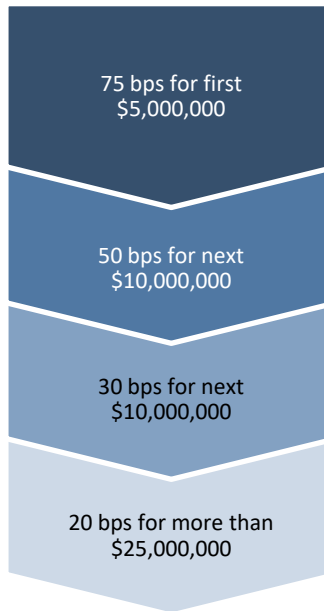 75 bps for first
$5,000,000
50 bps for next
$10,000,000
30 bps for next
$10,000,000
20 bps for more than
$25,000,000